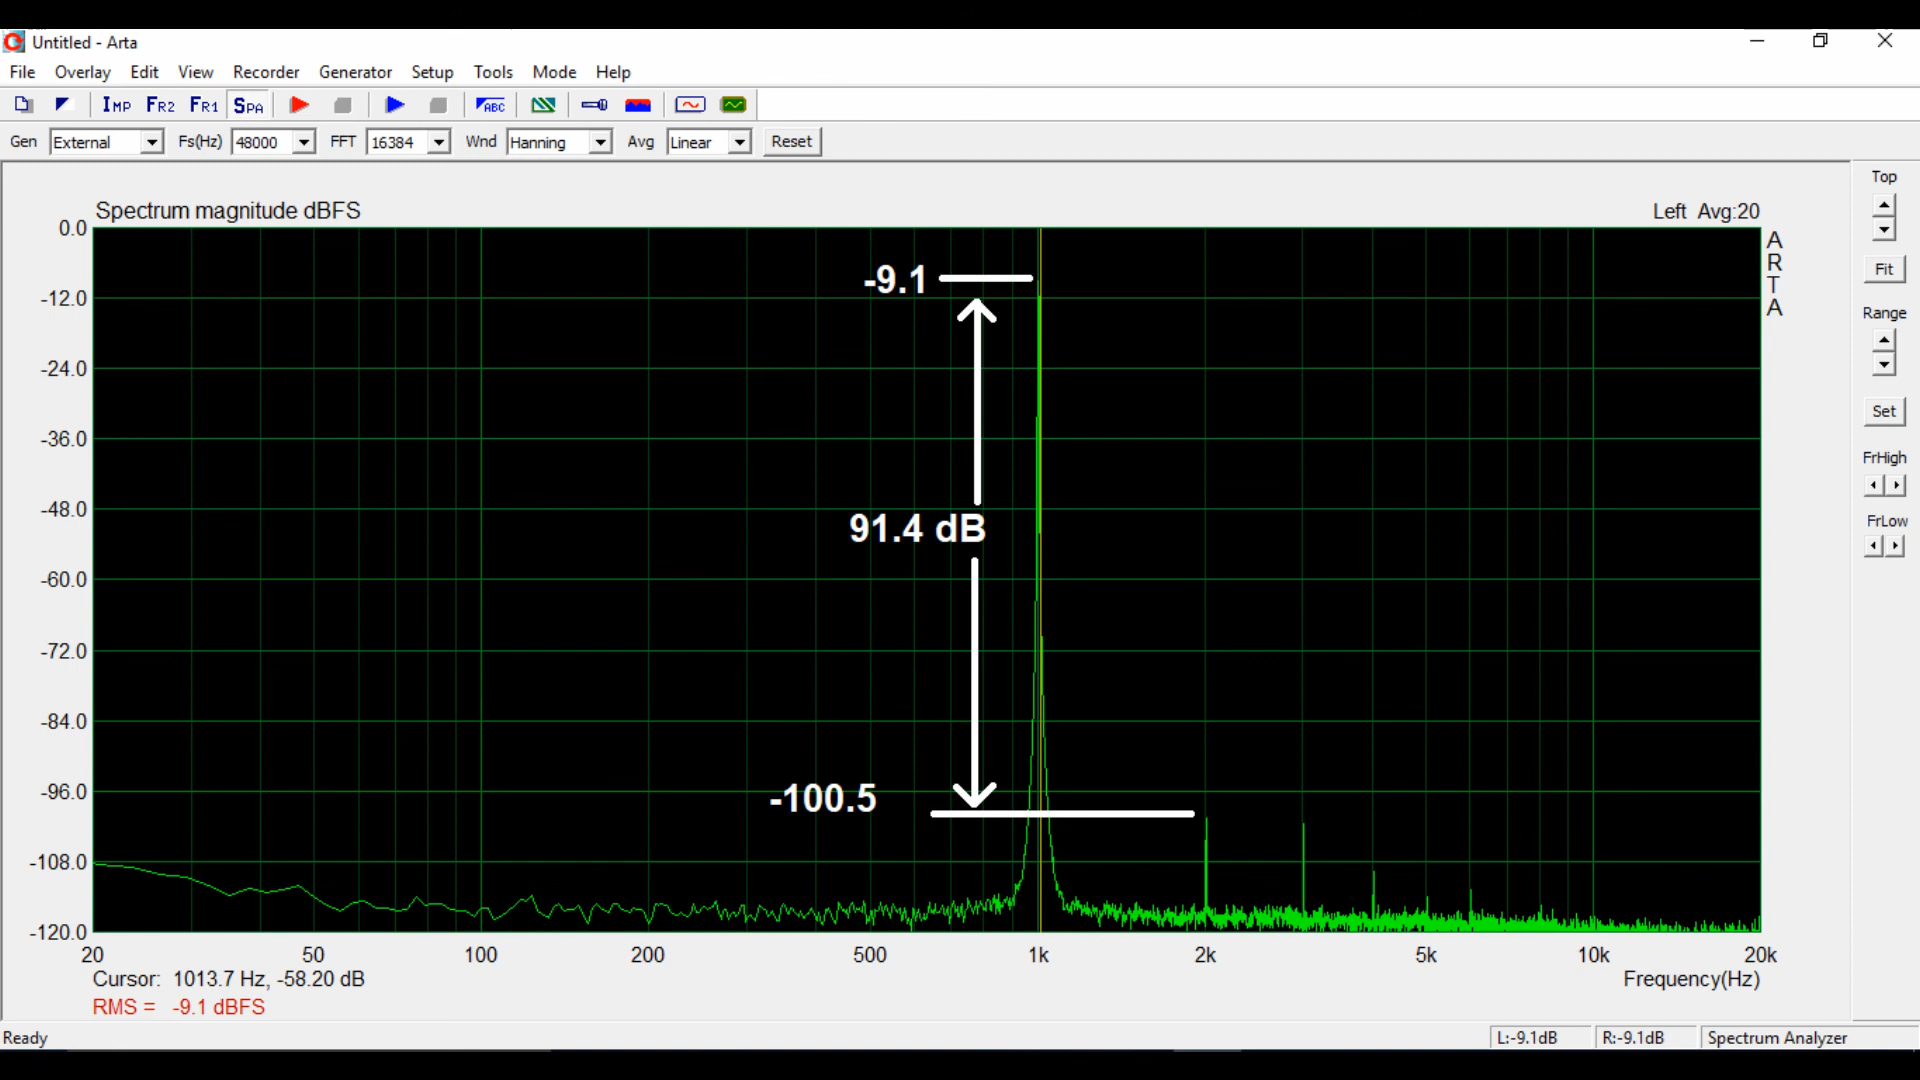 Untitled - Arta
File Overlay Edit View Recorder Generator Setup Tools Mode Help
IMP FR2 FR1 SPA ABC
Gen External Fs(Hz) 48000 FFT 16384 Wnd Hanning Avg Linear Reset
Top
Spectrum magnitude dBFS Left Avg:20
0.0
A
R
T
A
Fit
-9.1
-12.0
Range
-24.0
Set
-36.0
FrHigh
-48.0
91.4 dB
FrLow
-60.0
-72.0
-84.0
-96.0
-100.5
-108.0
-120.0
20 50 100 200 500 1k 2k 5k 10k 20k
Cursor: 1013.7 Hz, -58.20 dB Frequency(Hz)
RMS = -9.1 dBFS
Ready L:-9.1dB R:-9.1dB Spectrum Analyzer